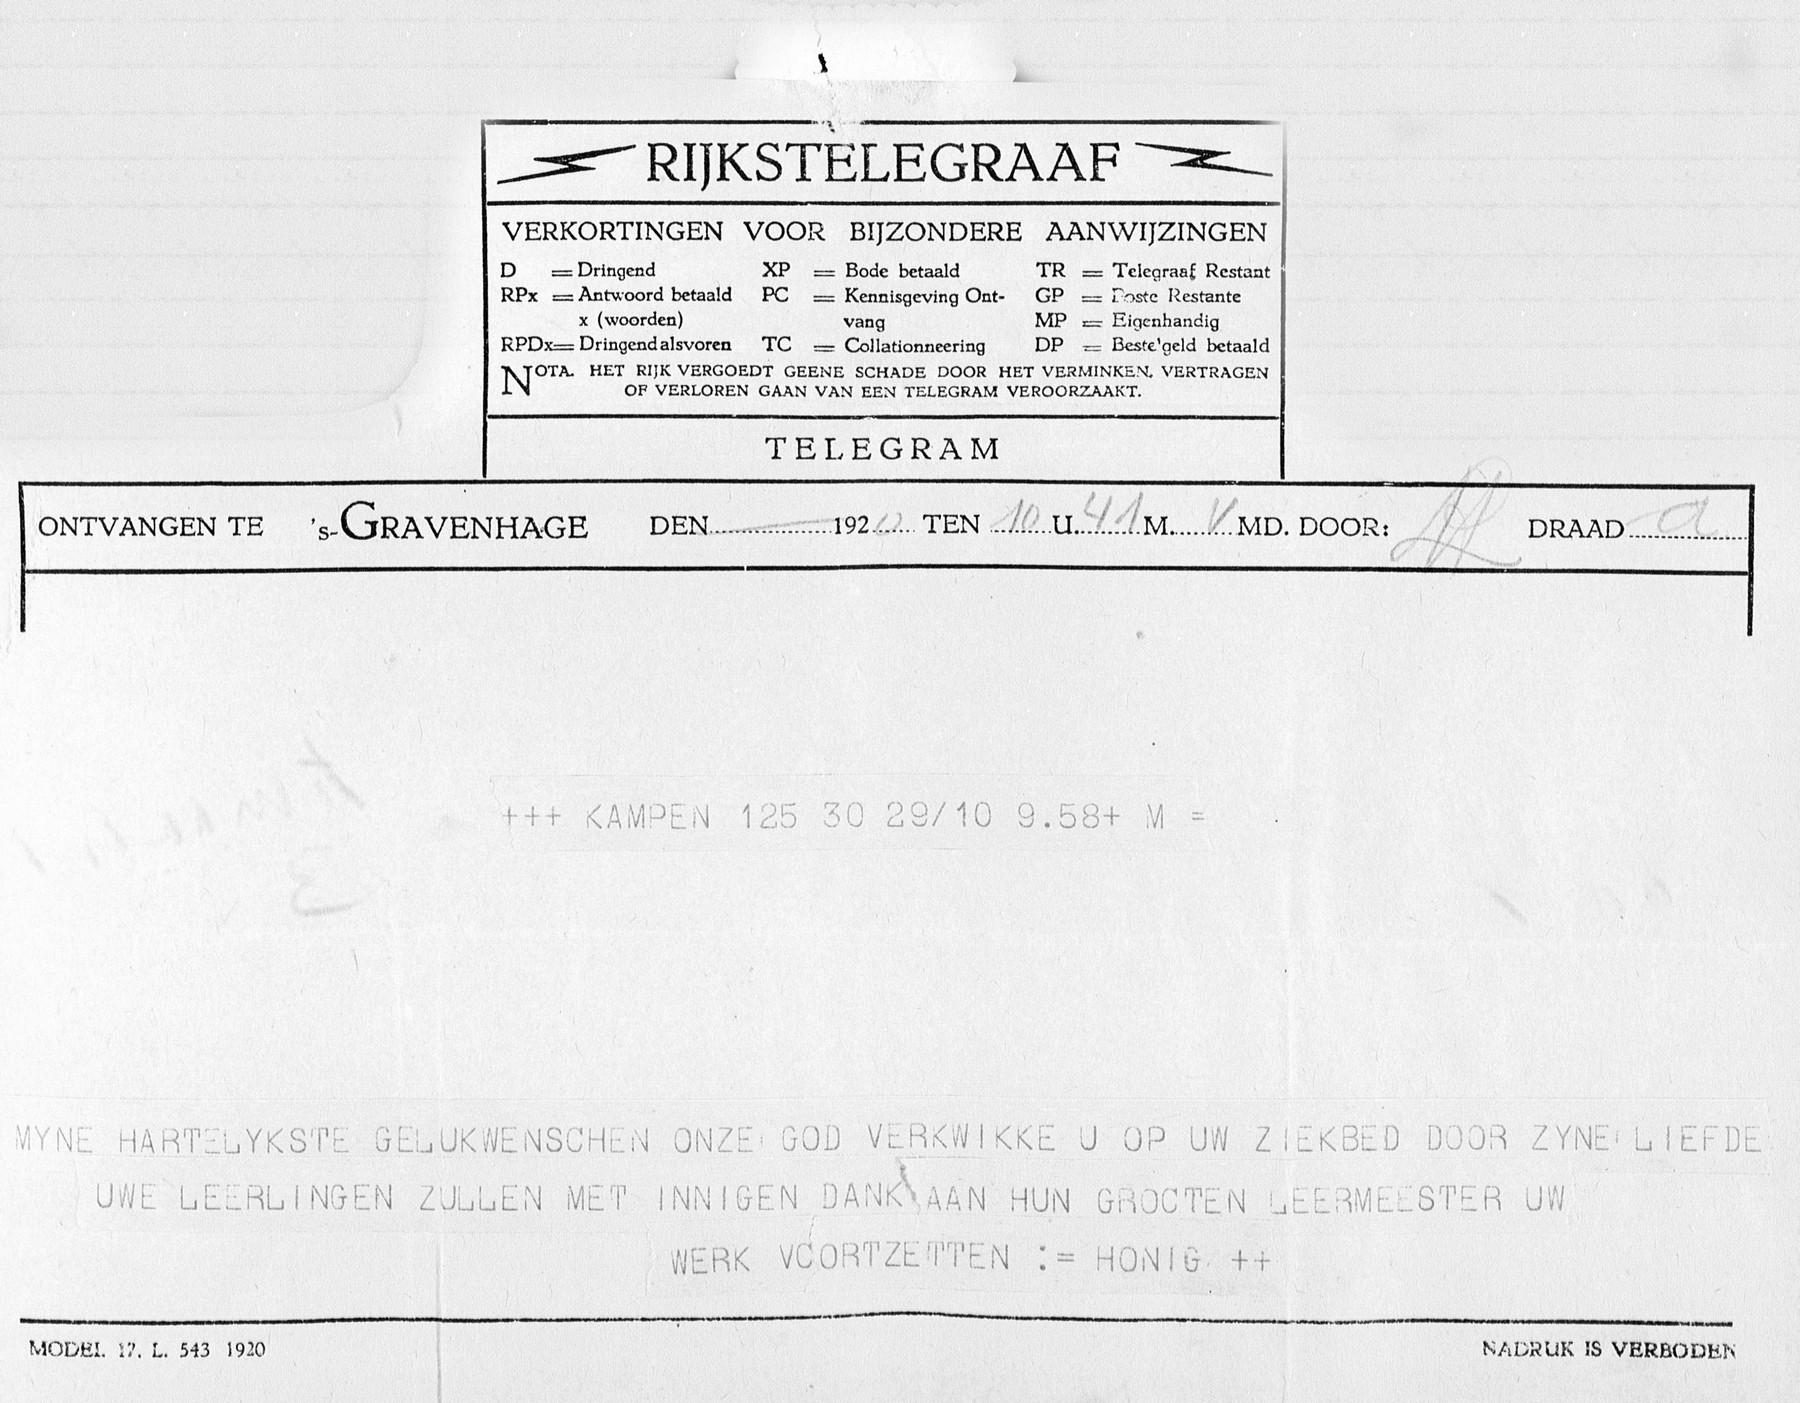 RIJKSTELEGRAAF
VERKORTINGEN VOOR BIJZONDERE AANWIJZINGEN
D = Dringend XP = Bode betaald TR = Telegraaf Restant
RPx = Antwoord betaald PC = Kennisgeving Ont- GP = Poste Restante
x (woorden) vang MP = Eigenhandig
RPDx = Dringend alsvoren TC = Collationneering DP = Beste'geld betaald
NOTA. HET RIJK VERGOEDT GEENE SCHADE DOOR HET VERMINKEN, VERTRAGEN
OF VERLOREN GAAN VAN EEN TELEGRAM VEROORZAAKT.
TELEGRAM
ONTVANGEN TE 's-GRAVENHAGE DEN 1920 TEN 10 U. 41 M. V MD. DOOR: DRAAD a
+++ KAMPEN 125 30 29/10 9.58+ M =
MYNE HARTELYKSTE GELUKWENSCHEN ONZE GOD VERKWIKKE U OP UW ZIEKBED DOOR ZYNE LIEFDE
UWE LEERLINGEN ZULLEN MET INNIGEN DANK AAN HUN GROCTEN LEERMEESTER UW
WERK VOORTZETTEN := HONIG ++
MODEL 17. L. 543 1920 NADRUK IS VERBODEN